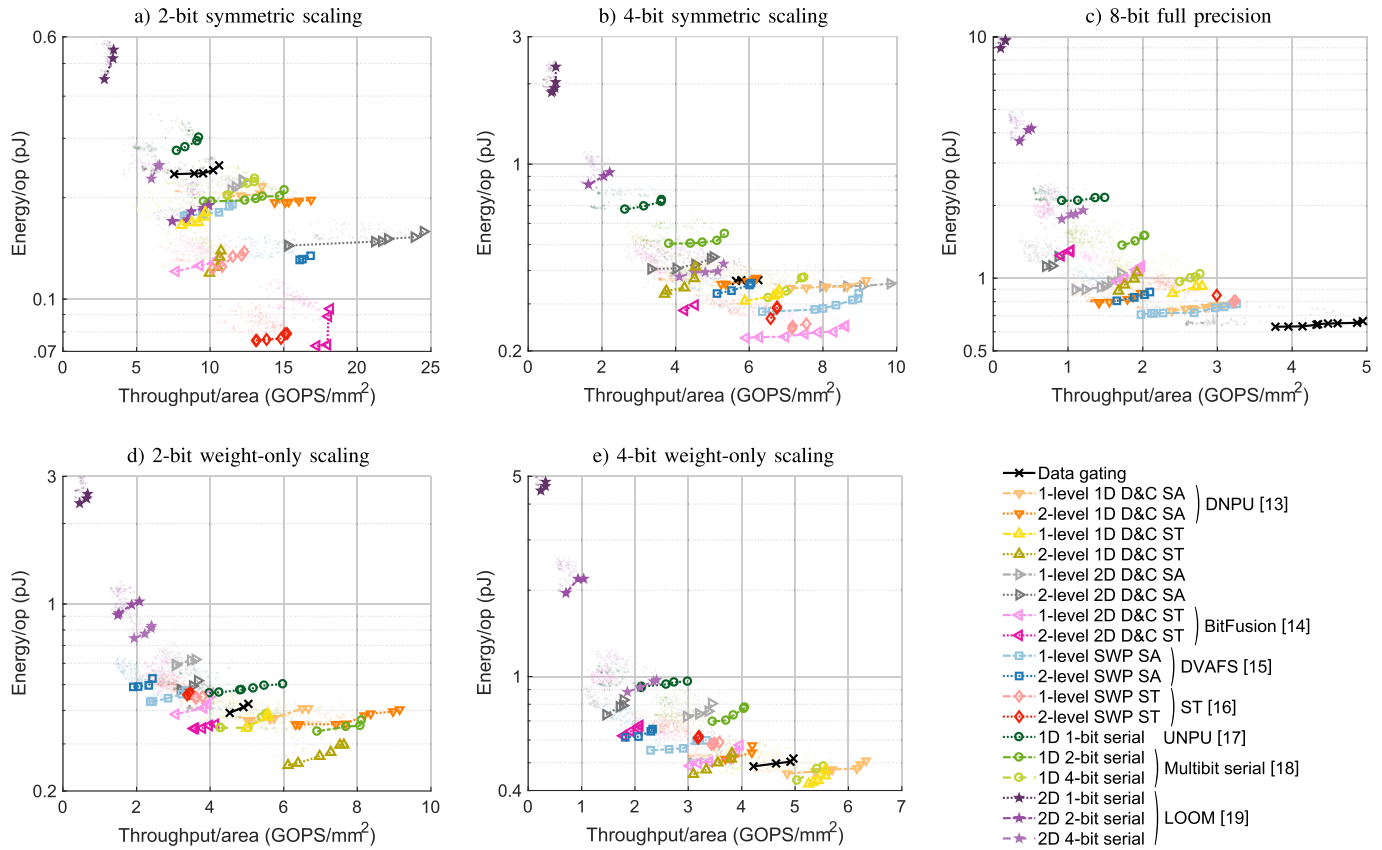 a) 2-bit symmetric scaling
0.6
0.1
.07
0 5 10 15 20 25
Energy/op (pJ)
Throughput/area (GOPS/mm²)
b) 4-bit symmetric scaling
3
1
0.2
0 2 4 6 8 10
Energy/op (pJ)
Throughput/area (GOPS/mm²)
c) 8-bit full precision
10
1
0.5
0 1 2 3 4 5
Energy/op (pJ)
Throughput/area (GOPS/mm²)
d) 2-bit weight-only scaling
3
1
0.2
0 2 4 6 8 10
Energy/op (pJ)
Throughput/area (GOPS/mm²)
e) 4-bit weight-only scaling
5
1
0.4
0 1 2 3 4 5 6 7
Energy/op (pJ)
Throughput/area (GOPS/mm²)
Data gating
1-level 1D D&C SA
2-level 1D D&C SA
DNPU [13]
1-level 1D D&C ST
2-level 1D D&C ST
1-level 2D D&C SA
2-level 2D D&C SA
1-level 2D D&C ST
2-level 2D D&C ST
BitFusion [14]
1-level SWP SA
2-level SWP SA
DVAFS [15]
1-level SWP ST
2-level SWP ST
ST [16]
1D 1-bit serial UNPU [17]
1D 2-bit serial
1D 4-bit serial
Multibit serial [18]
2D 1-bit serial
2D 2-bit serial
2D 4-bit serial
LOOM [19]